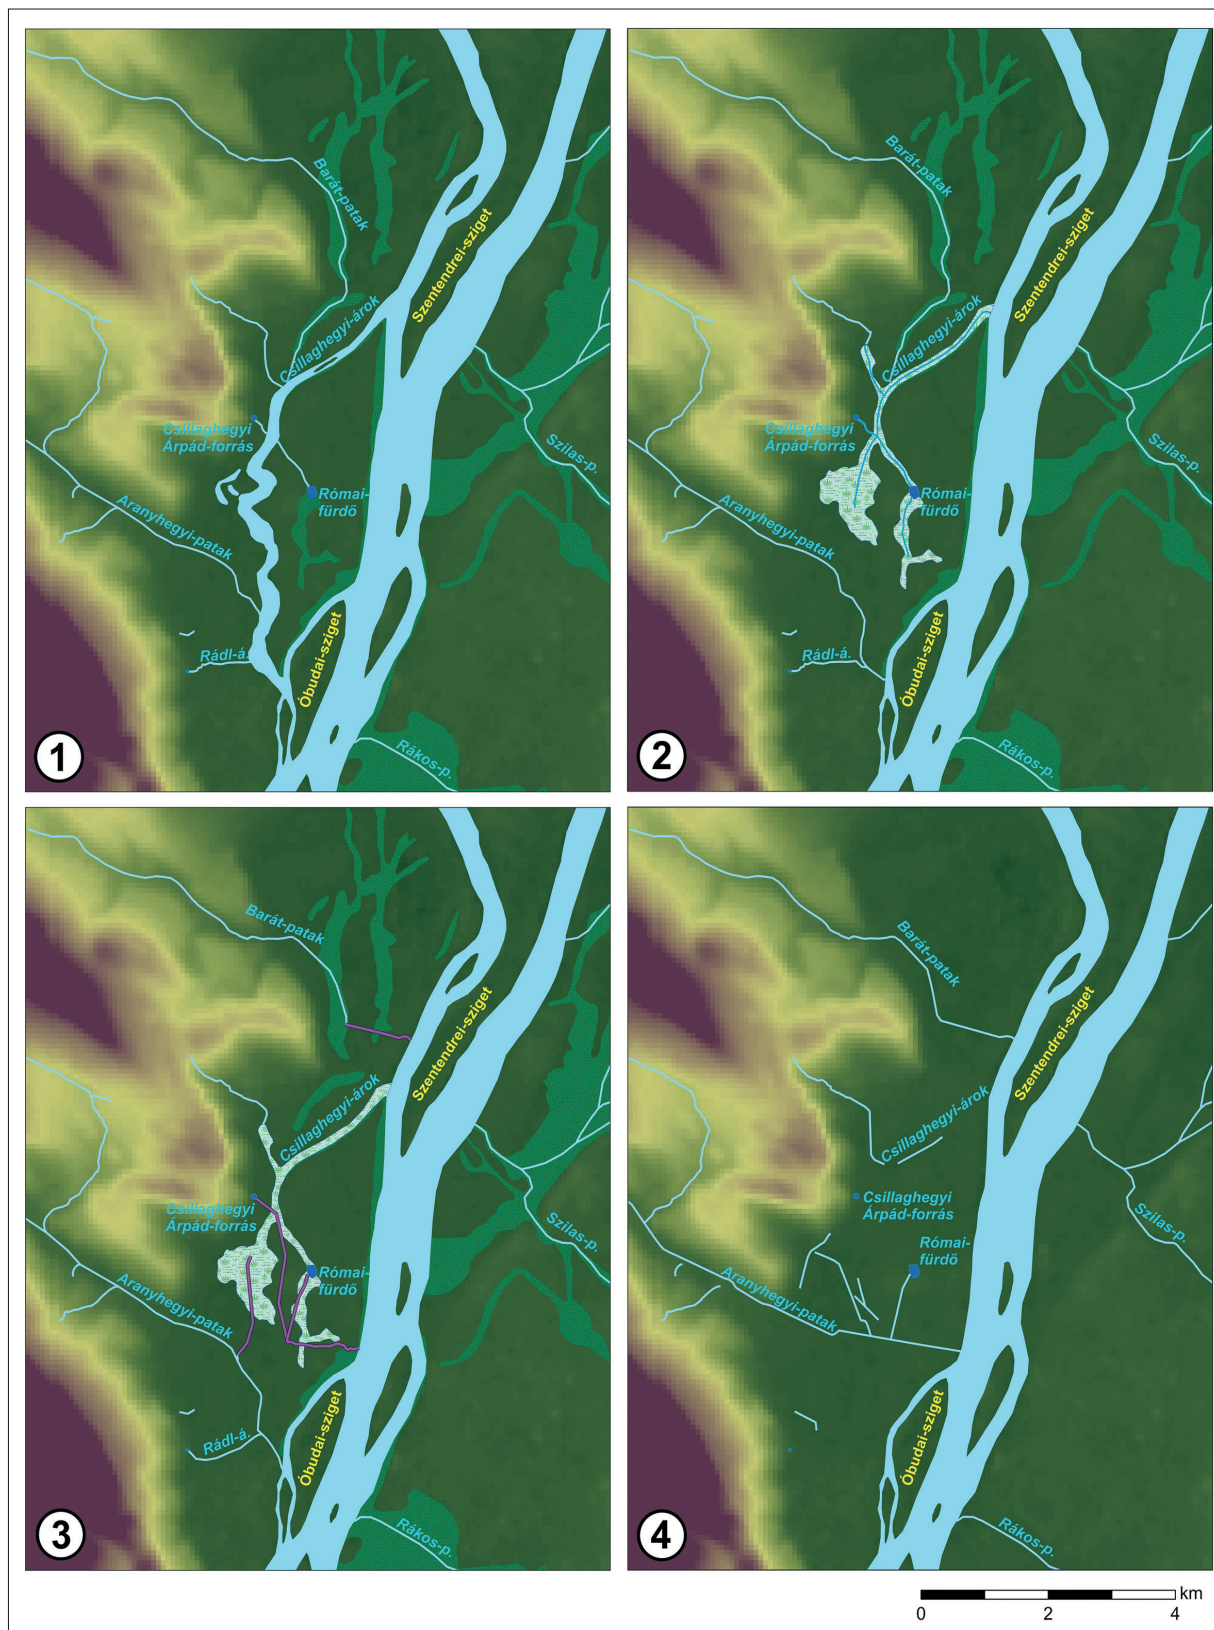 Barát-patak
Szentendrei-sziget
Csillaghegyi-árok
Csillaghegyi
Árpád-forrás
Római-
fürdő
Szilas-p.
Aranyhegyi-patak
Rádl-á.
Óbudai-sziget
Rákos-p.
1
Barát-patak
Szentendrei-sziget
Csillaghegyi-árok
Csillaghegyi
Árpád-forrás
Római-
fürdő
Szilas-p.
Aranyhegyi-patak
Rádl-á.
Óbudai-sziget
Rákos-p.
2
Barát-patak
Szentendrei-sziget
Csillaghegyi-árok
Csillaghegyi
Árpád-forrás
Római-
fürdő
Szilas-p.
Aranyhegyi-patak
Rádl-á.
Óbudai-sziget
Rákos-p.
3
Barát-patak
Szentendrei-sziget
Csillaghegyi-árok
Csillaghegyi
Árpád-forrás
Római-
fürdő
Szilas-p.
Aranyhegyi-patak
Óbudai-sziget
Rákos-p.
4
km
0 2 4